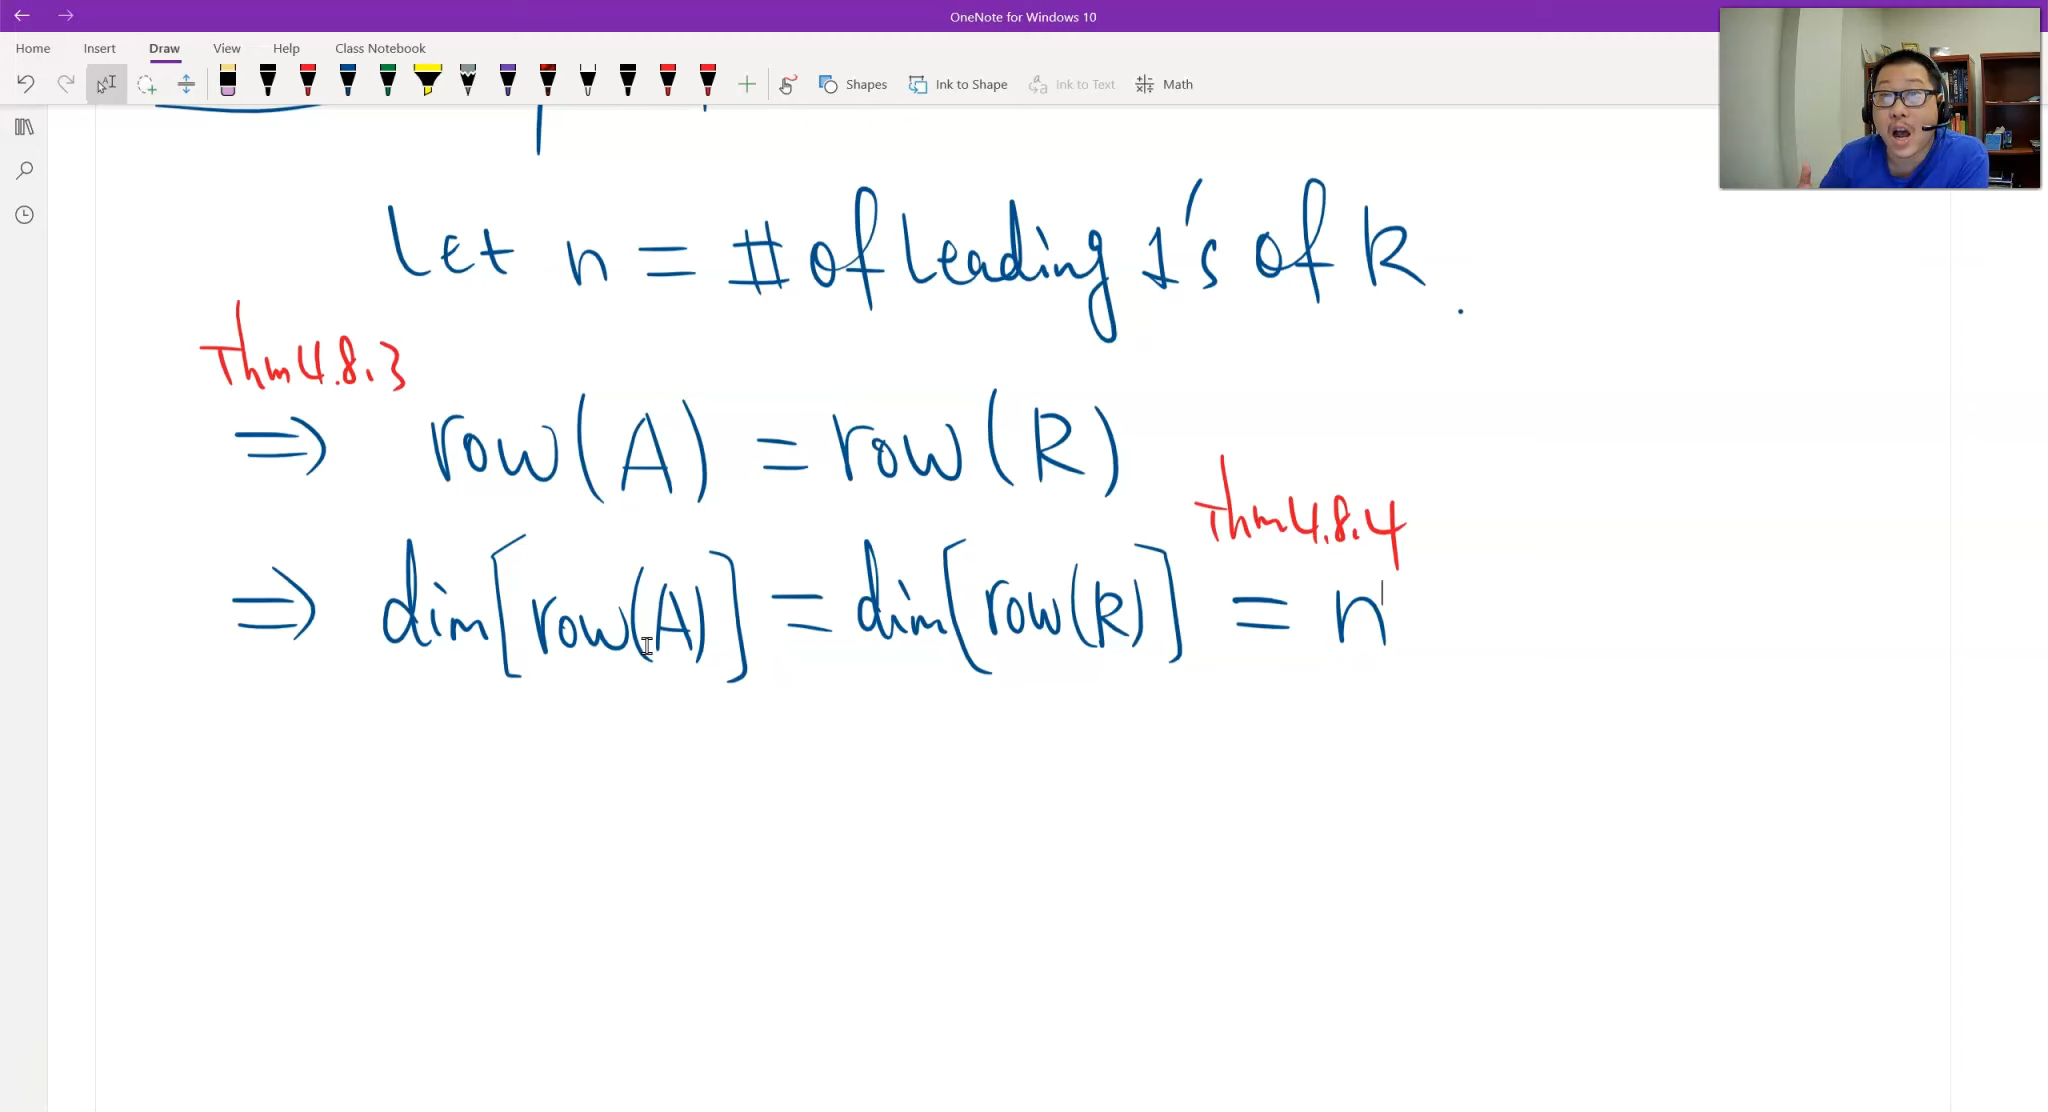 OneNote for Windows 10
Home Insert Draw View Help Class Notebook
Shapes Ink to Shape Ink to Text Math
Let n = # of leading 1's of R.
Thm 4.8.3
⇒ row(A) = row(R)
Thm 4.8.4
⇒ dim[row(A)] = dim[row(R)] = n